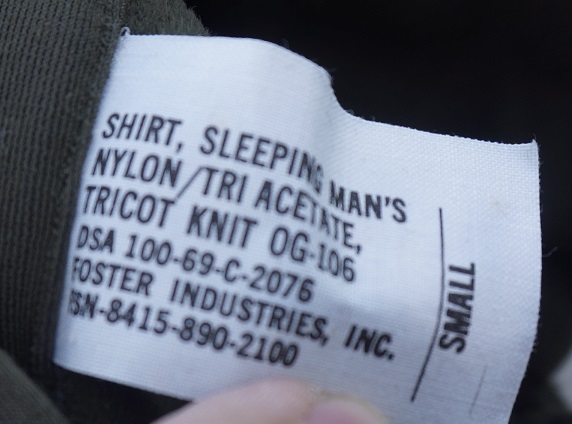 SHIRT, SLEEPING MAN'S
NYLON/TRI ACETATE,
TRICOT KNIT OG-106
DSA 100-69-C-2076
FOSTER INDUSTRIES, INC.
FSN-8415-890-2100
SMALL